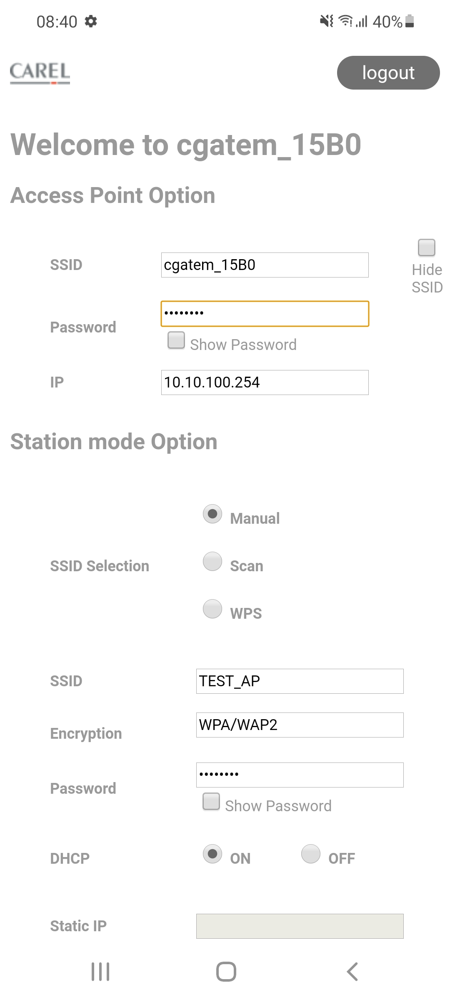 08:40
40%
CAREL
logout
Welcome to cgatem_15B0
Access Point Option
SSID
cgatem_15B0
Hide
SSID
Password
••••••••
Show Password
IP
10.10.100.254
Station mode Option
Manual
SSID Selection
Scan
WPS
SSID
TEST_AP
Encryption
WPA/WAP2
Password
••••••••
Show Password
DHCP
ON
OFF
Static IP